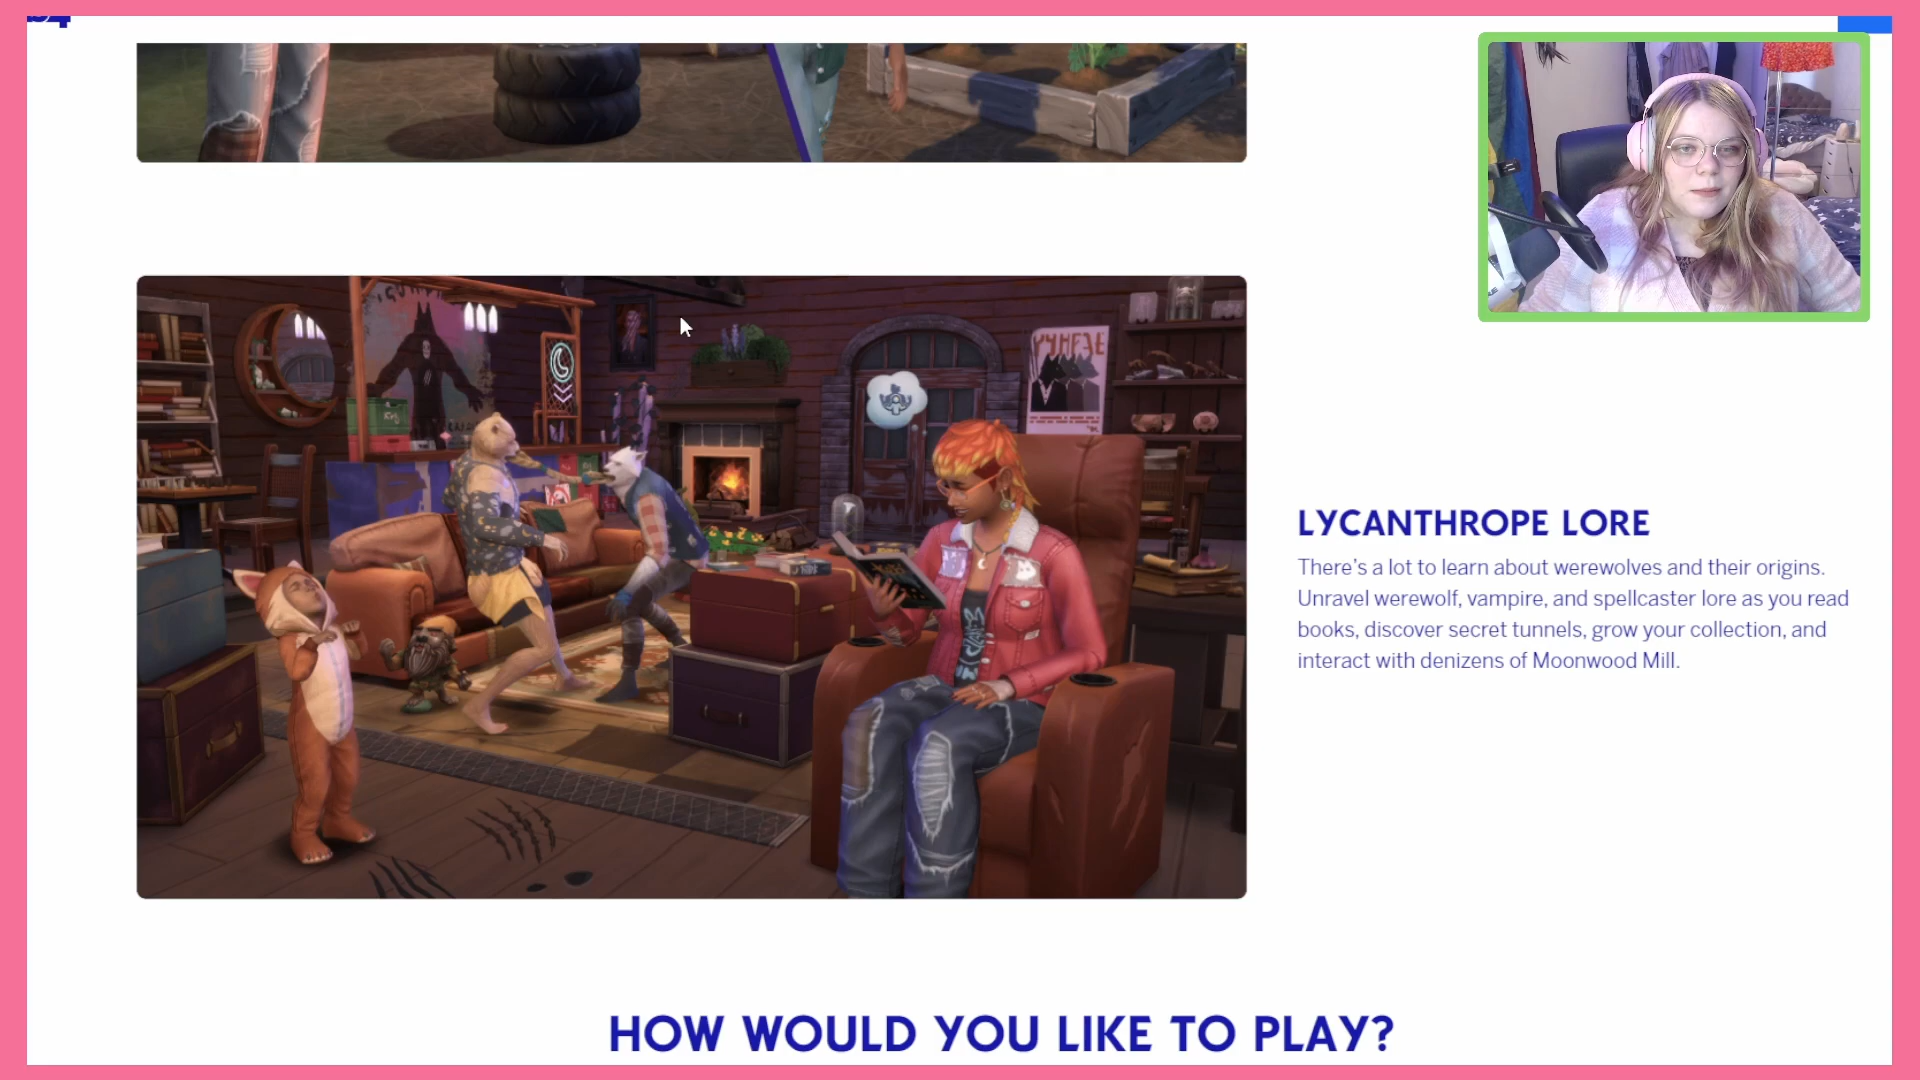 LYCANTHROPE LORE
There's a lot to learn about werewolves and their origins.
Unravel werewolf, vampire, and spellcaster lore as you read
books, discover secret tunnels, grow your collection, and
interact with denizens of Moonwood Mill.
HOW WOULD YOU LIKE TO PLAY?